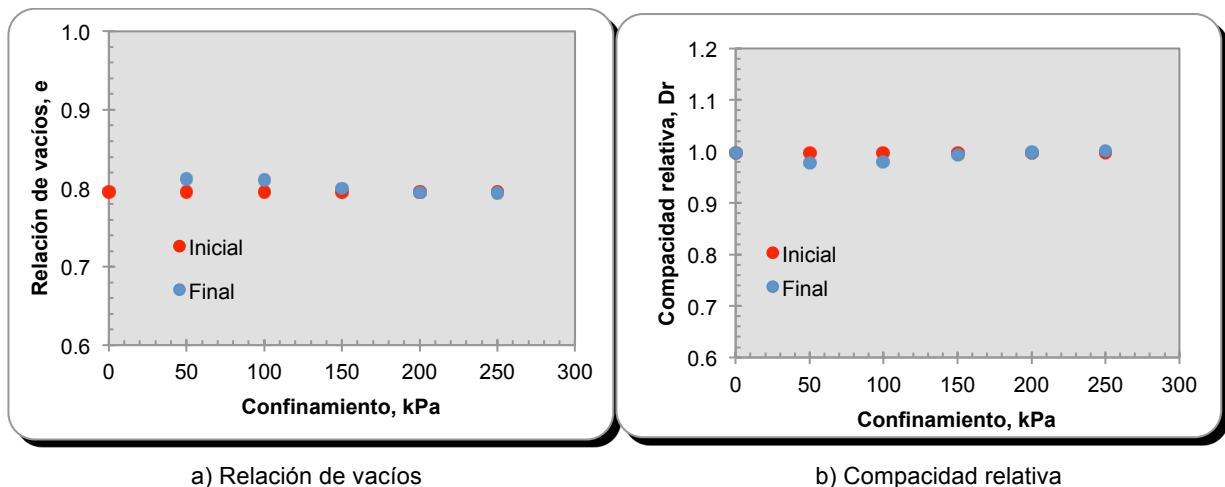 1.0
0.9
0.8
0.7
0.6
Relación de vacíos, e
Inicial
Final
0 50 100 150 200 250 300
Confinamiento, kPa
a) Relación de vacíos
1.2
1.1
1.0
0.9
0.8
0.7
0.6
Compacidad relativa, Dr
Inicial
Final
0 50 100 150 200 250 300
Confinamiento, kPa
b) Compacidad relativa